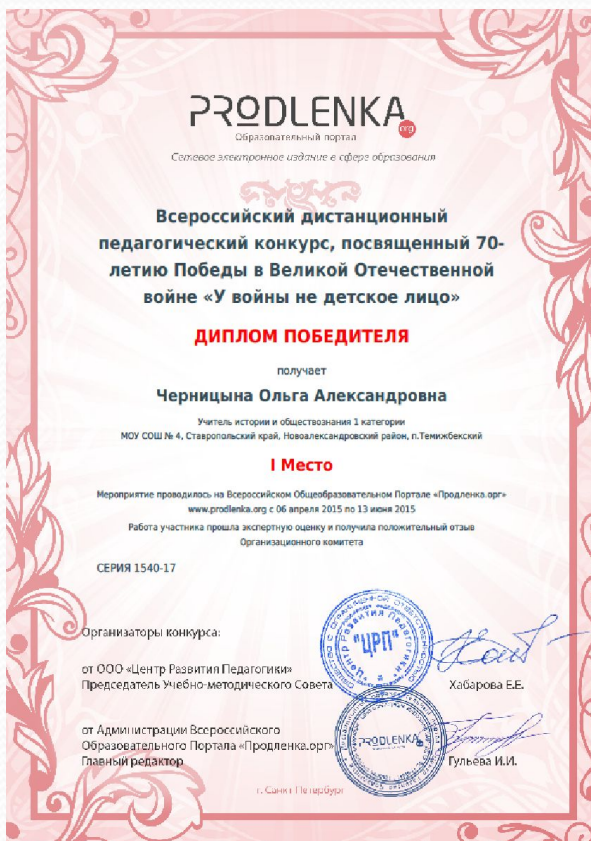 PRODLENKA
.org
Образовательный портал
Сетевое электронное издание в сфере образования
Всероссийский дистанционный
педагогический конкурс, посвященный 70-
летию Победы в Великой Отечественной
войне «У войны не детское лицо»
ДИПЛОМ ПОБЕДИТЕЛЯ
получает
Черницына Ольга Александровна
Учитель истории и обществознания 1 категории
МОУ СОШ № 4, Ставропольский край, Новоалександровский район, п.Темижбекский
I Место
Мероприятие проводилось на Всероссийском Общеобразовательном Портале «Продленка.орг»
www.prodlenka.org с 06 апреля 2015 по 13 июня 2015
Работа участника прошла экспертную оценку и получила положительный отзыв
Организационного комитета
СЕРИЯ 1540-17
Организаторы конкурса:
от ООО «Центр Развития Педагогики»
Председатель Учебно-методического Совета
Хабарова Е.Е.
"ЦРП"
Центр Развития Педагогики
от Администрации Всероссийского
Образовательного Портала «Продленка.орг»
Главный редактор
Гульева И.И.
PRODLENKA
г. Санкт Петербург